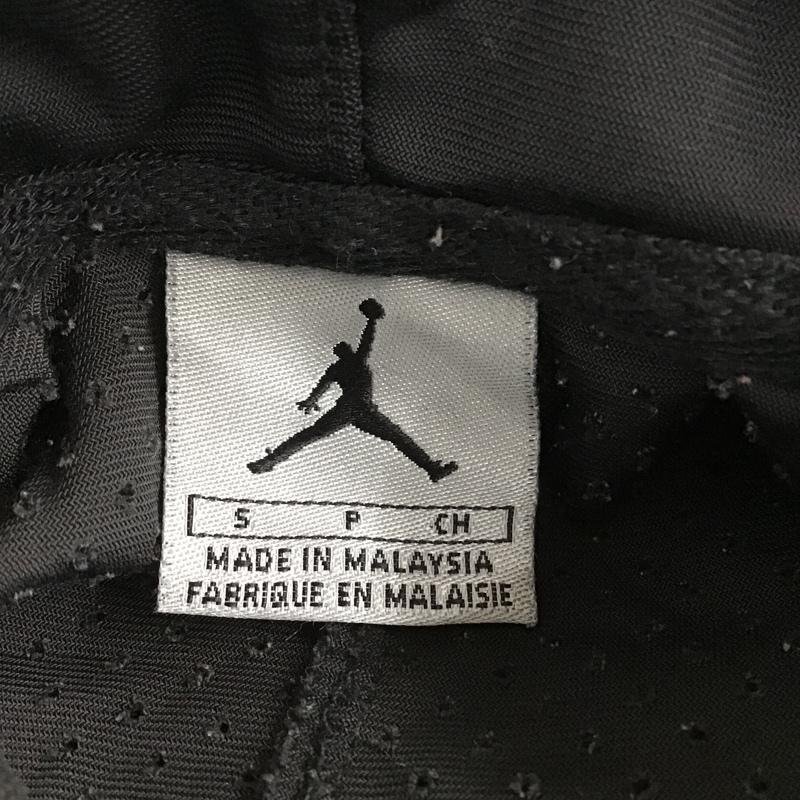 S P CH
MADE IN MALAYSIA
FABRIQUE EN MALAISIE